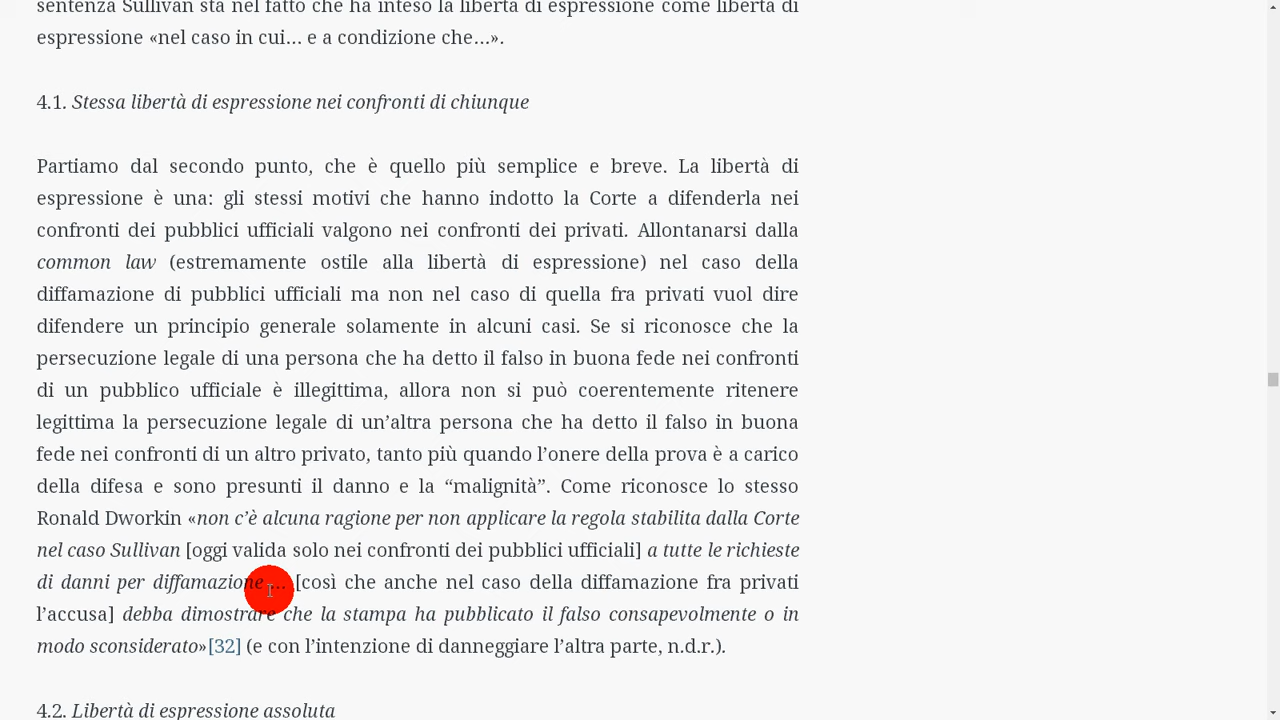 sentenza Sullivan sta nel fatto che ha inteso la libertà di espressione come libertà di
espressione «nel caso in cui… e a condizione che…».
4.1. Stessa libertà di espressione nei confronti di chiunque
Partiamo dal secondo punto, che è quello più semplice e breve. La libertà di
espressione è una: gli stessi motivi che hanno indotto la Corte a difenderla nei
confronti dei pubblici ufficiali valgono nei confronti dei privati. Allontanarsi dalla
common law (estremamente ostile alla libertà di espressione) nel caso della
diffamazione di pubblici ufficiali ma non nel caso di quella fra privati vuol dire
difendere un principio generale solamente in alcuni casi. Se si riconosce che la
persecuzione legale di una persona che ha detto il falso in buona fede nei confronti
di un pubblico ufficiale è illegittima, allora non si può coerentemente ritenere
legittima la persecuzione legale di un’altra persona che ha detto il falso in buona
fede nei confronti di un altro privato, tanto più quando l’onere della prova è a carico
della difesa e sono presunti il danno e la “malignità”. Come riconosce lo stesso
Ronald Dworkin «non c’è alcuna ragione per non applicare la regola stabilita dalla Corte
nel caso Sullivan [oggi valida solo nei confronti dei pubblici ufficiali] a tutte le richieste
di danni per diffamazione … [così che anche nel caso della diffamazione fra privati
l’accusa] debba dimostrare che la stampa ha pubblicato il falso consapevolmente o in
modo sconsiderato»[32] (e con l’intenzione di danneggiare l’altra parte, n.d.r.).
4.2. Libertà di espressione assoluta